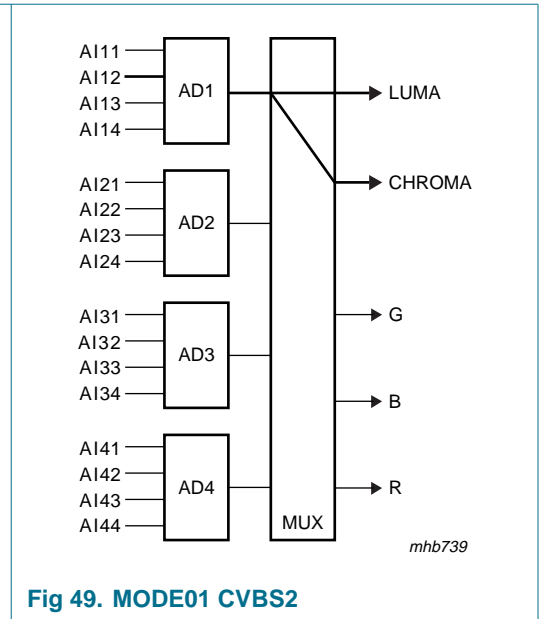 AI11
AI12
AI13
AI14
AD1
LUMA
CHROMA
AI21
AI22
AI23
AI24
AD2
G
AI31
AI32
AI33
AI34
AD3
B
AI41
AI42
AI43
AI44
AD4
R
MUX
mhb739
Fig 49. MODE01 CVBS2